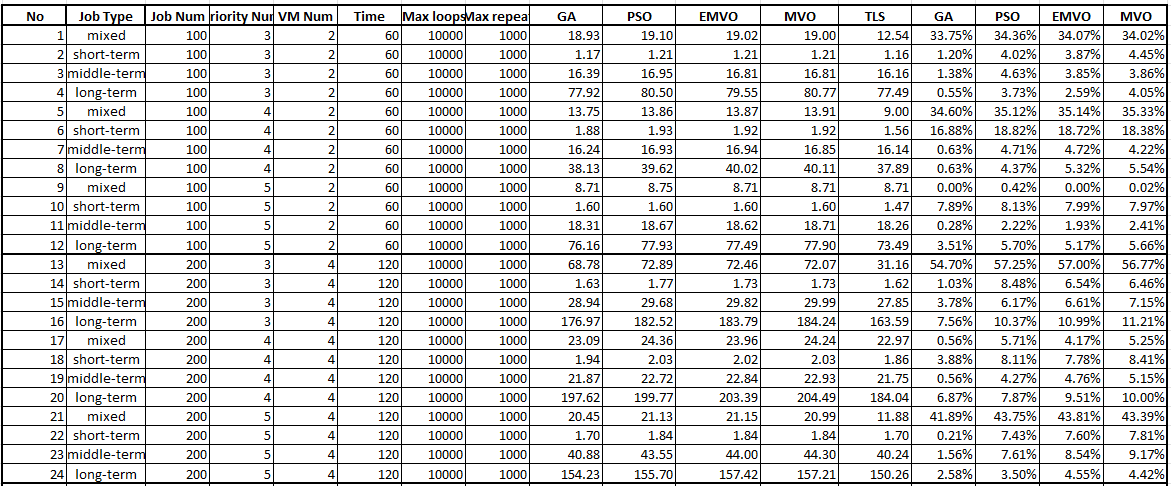 No Job Type Job Num riority Nur VM Num Time Max loops Max repea GA PSO EMVO MVO TLS GA PSO EMVO MVO
1 mixed 100 3 2 60 10000 1000 18.93 19.10 19.02 19.00 12.54 33.75% 34.36% 34.07% 34.02%
2 short-term 100 3 2 60 10000 1000 1.17 1.21 1.21 1.21 1.16 1.20% 4.02% 3.87% 4.45%
3 middle-term 100 3 2 60 10000 1000 16.39 16.95 16.81 16.81 16.16 1.38% 4.63% 3.85% 3.86%
4 long-term 100 3 2 60 10000 1000 77.92 80.50 79.55 80.77 77.49 0.55% 3.73% 2.59% 4.05%
5 mixed 100 4 2 60 10000 1000 13.75 13.86 13.87 13.91 9.00 34.60% 35.12% 35.14% 35.33%
6 short-term 100 4 2 60 10000 1000 1.88 1.93 1.92 1.92 1.56 16.88% 18.82% 18.72% 18.38%
7 middle-term 100 4 2 60 10000 1000 16.24 16.93 16.94 16.85 16.14 0.63% 4.71% 4.72% 4.22%
8 long-term 100 4 2 60 10000 1000 38.13 39.62 40.02 40.11 37.89 0.63% 4.37% 5.32% 5.54%
9 mixed 100 5 2 60 10000 1000 8.71 8.75 8.71 8.71 8.71 0.00% 0.42% 0.00% 0.02%
10 short-term 100 5 2 60 10000 1000 1.60 1.60 1.60 1.60 1.47 7.89% 8.13% 7.99% 7.97%
11 middle-term 100 5 2 60 10000 1000 18.31 18.67 18.62 18.71 18.26 0.28% 2.22% 1.93% 2.41%
12 long-term 100 5 2 60 10000 1000 76.16 77.93 77.49 77.90 73.49 3.51% 5.70% 5.17% 5.66%
13 mixed 200 3 4 120 10000 1000 68.78 72.89 72.46 72.07 31.16 54.70% 57.25% 57.00% 56.77%
14 short-term 200 3 4 120 10000 1000 1.63 1.77 1.73 1.73 1.62 1.03% 8.48% 6.54% 6.46%
15 middle-term 200 3 4 120 10000 1000 28.94 29.68 29.82 29.99 27.85 3.78% 6.17% 6.61% 7.15%
16 long-term 200 3 4 120 10000 1000 176.97 182.52 183.79 184.24 163.59 7.56% 10.37% 10.99% 11.21%
17 mixed 200 4 4 120 10000 1000 23.09 24.36 23.96 24.24 22.97 0.56% 5.71% 4.17% 5.25%
18 short-term 200 4 4 120 10000 1000 1.94 2.03 2.02 2.03 1.86 3.88% 8.11% 7.78% 8.41%
19 middle-term 200 4 4 120 10000 1000 21.87 22.72 22.84 22.93 21.75 0.56% 4.27% 4.76% 5.15%
20 long-term 200 4 4 120 10000 1000 197.62 199.77 203.39 204.49 184.04 6.87% 7.87% 9.51% 10.00%
21 mixed 200 5 4 120 10000 1000 20.45 21.13 21.15 20.99 11.88 41.89% 43.75% 43.81% 43.39%
22 short-term 200 5 4 120 10000 1000 1.70 1.84 1.84 1.84 1.70 0.21% 7.43% 7.60% 7.81%
23 middle-term 200 5 4 120 10000 1000 40.88 43.55 44.00 44.30 40.24 1.56% 7.61% 8.54% 9.17%
24 long-term 200 5 4 120 10000 1000 154.23 155.70 157.42 157.21 150.26 2.58% 3.50% 4.55% 4.42%